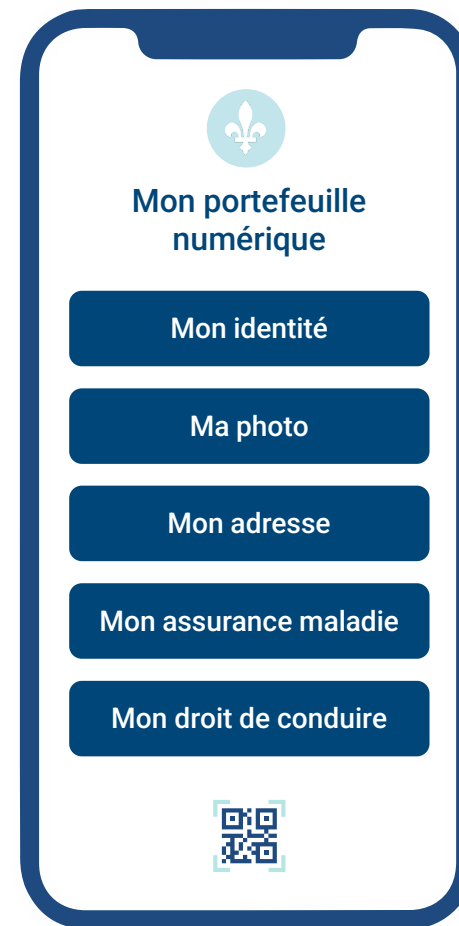 Mon portefeuille
numérique
Mon identité
Ma photo
Mon adresse
Mon assurance maladie
Mon droit de conduire